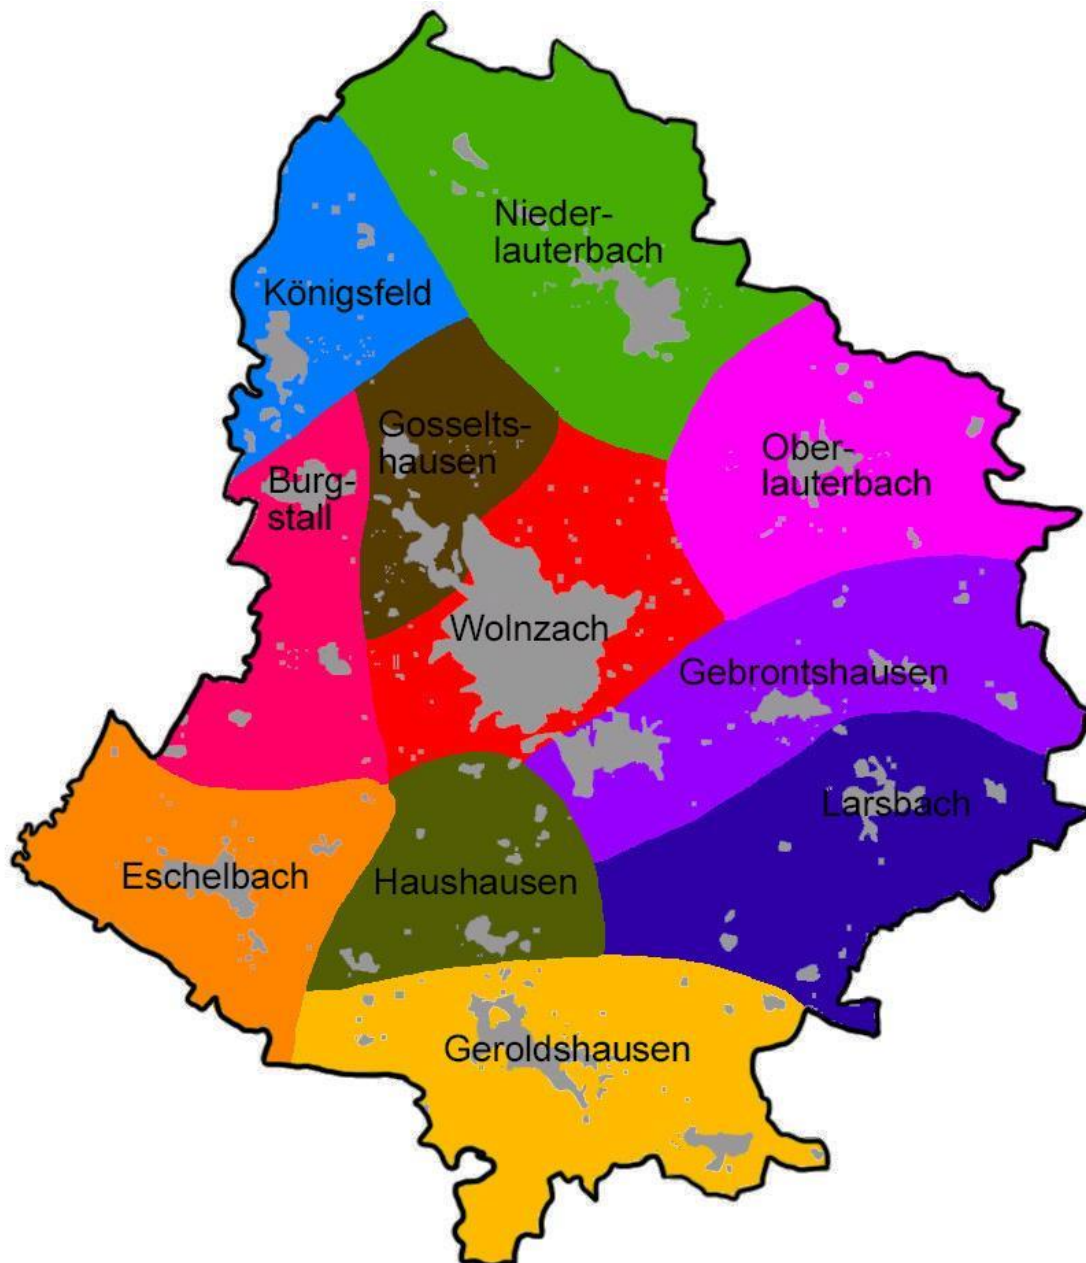 Nieder-
lauterbach
Königsfeld
Gosselts-
hausen
Ober-
lauterbach
Burg-
stall
Wolnzach
Gebrontshausen
Larsbach
Eschelbach
Haushausen
Geroldshausen